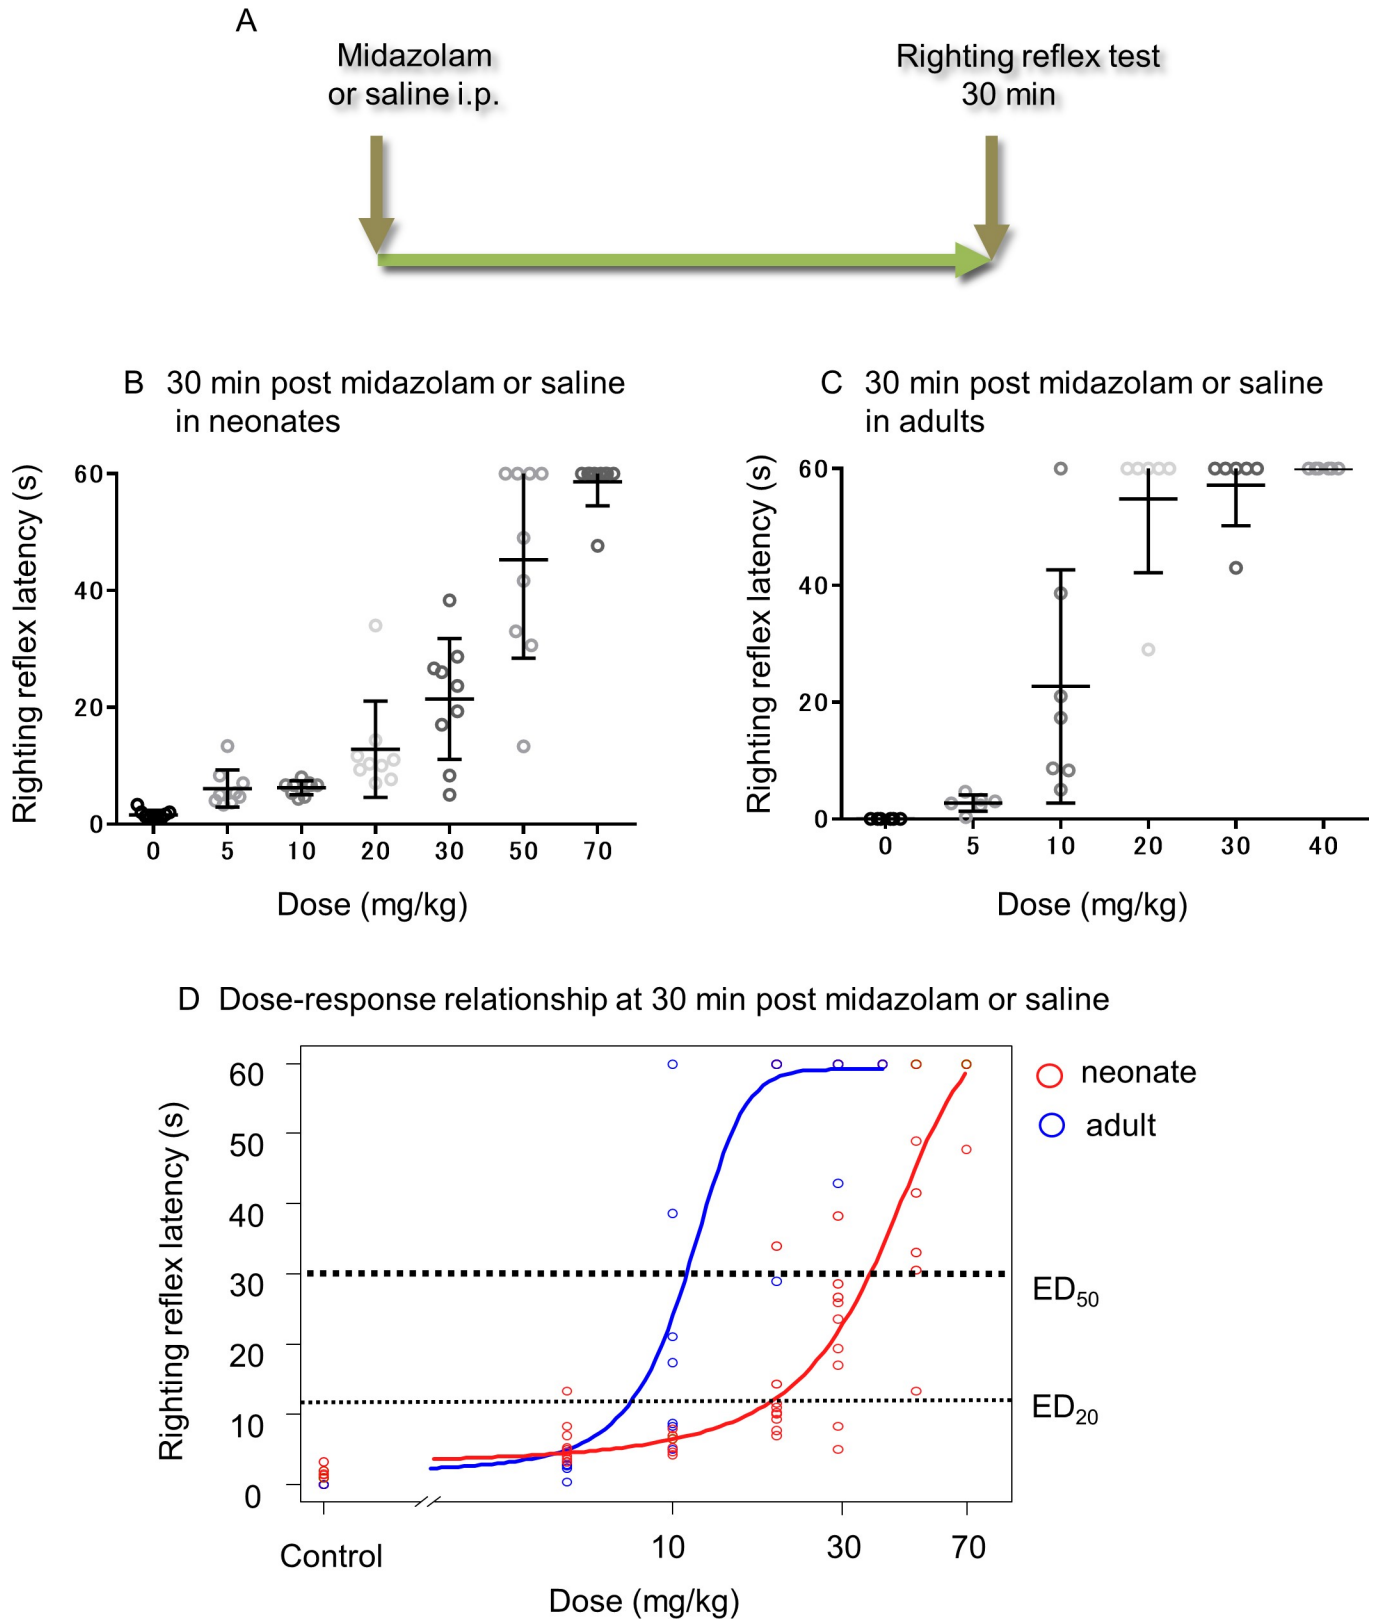 A
Midazolam
or saline i.p.
Righting reflex test
30 min
B 30 min post midazolam or saline
in neonates
Righting reflex latency (s)
60
40
20
0
0 5 10 20 30 50 70
Dose (mg/kg)
C 30 min post midazolam or saline
in adults
Righting reflex latency (s)
60
40
20
0
0 5 10 20 30 40
Dose (mg/kg)
D Dose-response relationship at 30 min post midazolam or saline
Righting reflex latency (s)
60
50
40
30
20
10
0
neonate
adult
ED50
ED20
Control 10 30 70
Dose (mg/kg)